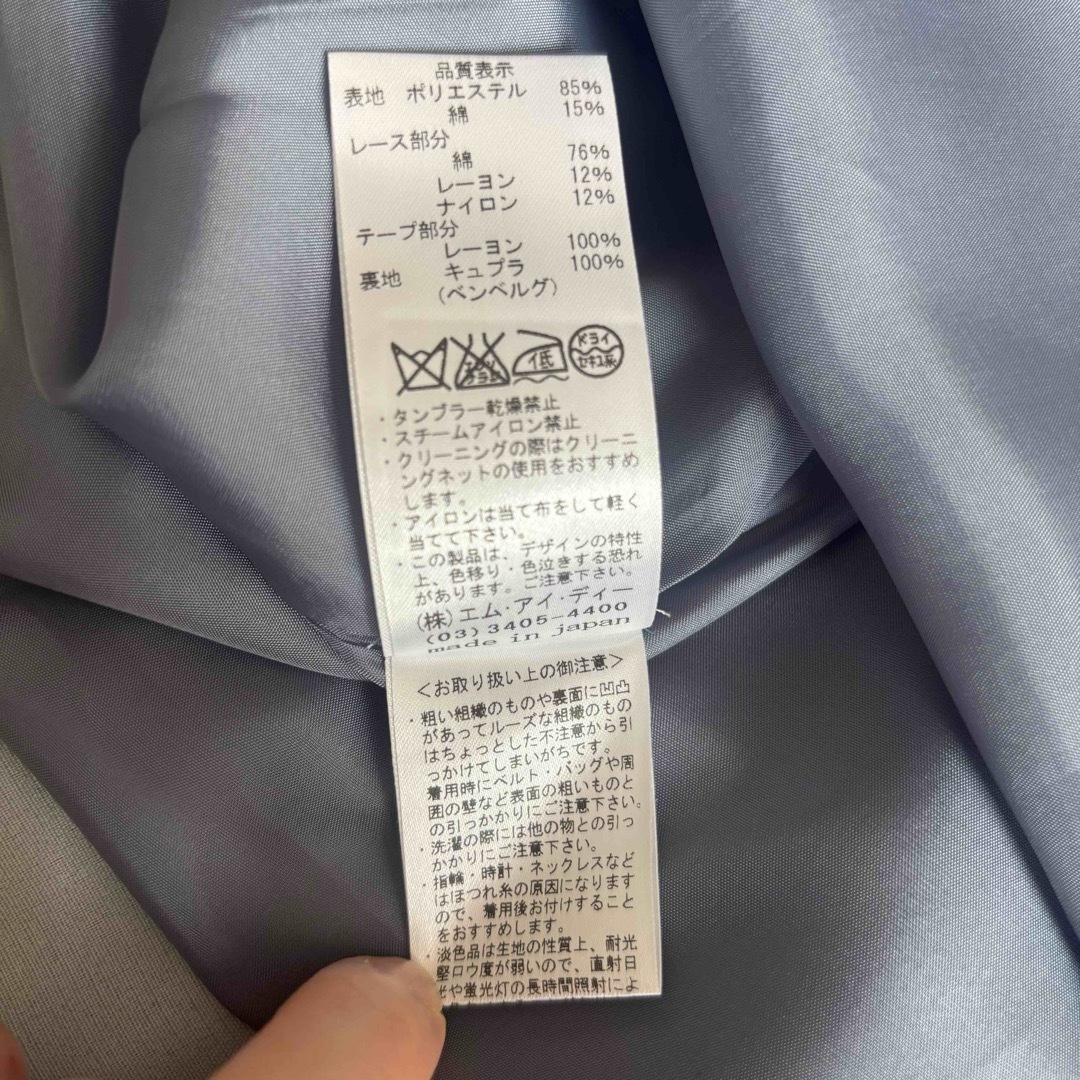 品質表示
表地 ポリエステル 85%
綿 15%
レース部分
綿 76%
レーヨン 12%
ナイロン 12%
テープ部分
レーヨン 100%
裏地 キュプラ 100%
(ベンベルグ)
エンソ 低 ドライ
サラシ セキユ系
・タンブラー乾燥禁止
・スチームアイロン禁止
・クリーニングの際はクリーニ
ングネットの使用をおすすめ
します。
・アイロンは当て布をして軽く
当てて下さい。
・この製品は、デザインの特性
上、色移り・色泣きする恐れ
があります。ご注意下さい。
(株)エム・アイ・ディー
(03)3405-4400
made in japan
<お取り扱い上の御注意>
・粗い組織のものや裏面に凹凸
があってルーズな組織のもの
はちょっとした不注意から引
っかけてしまいがちです。
着用時にベルト・バッグや周
囲の壁など表面の粗いものと
の引っかかりにご注意下さい。
・洗濯の際には他の物との引っ
かかりにご注意下さい。
・指輪・時計・ネックレスなど
はほつれ糸の原因になります
ので、着用後お付けすること
をおすすめします。
・淡色品は生地の性質上、耐光
堅ロウ度が弱いので、直射日
光や蛍光灯の長時間照射によ